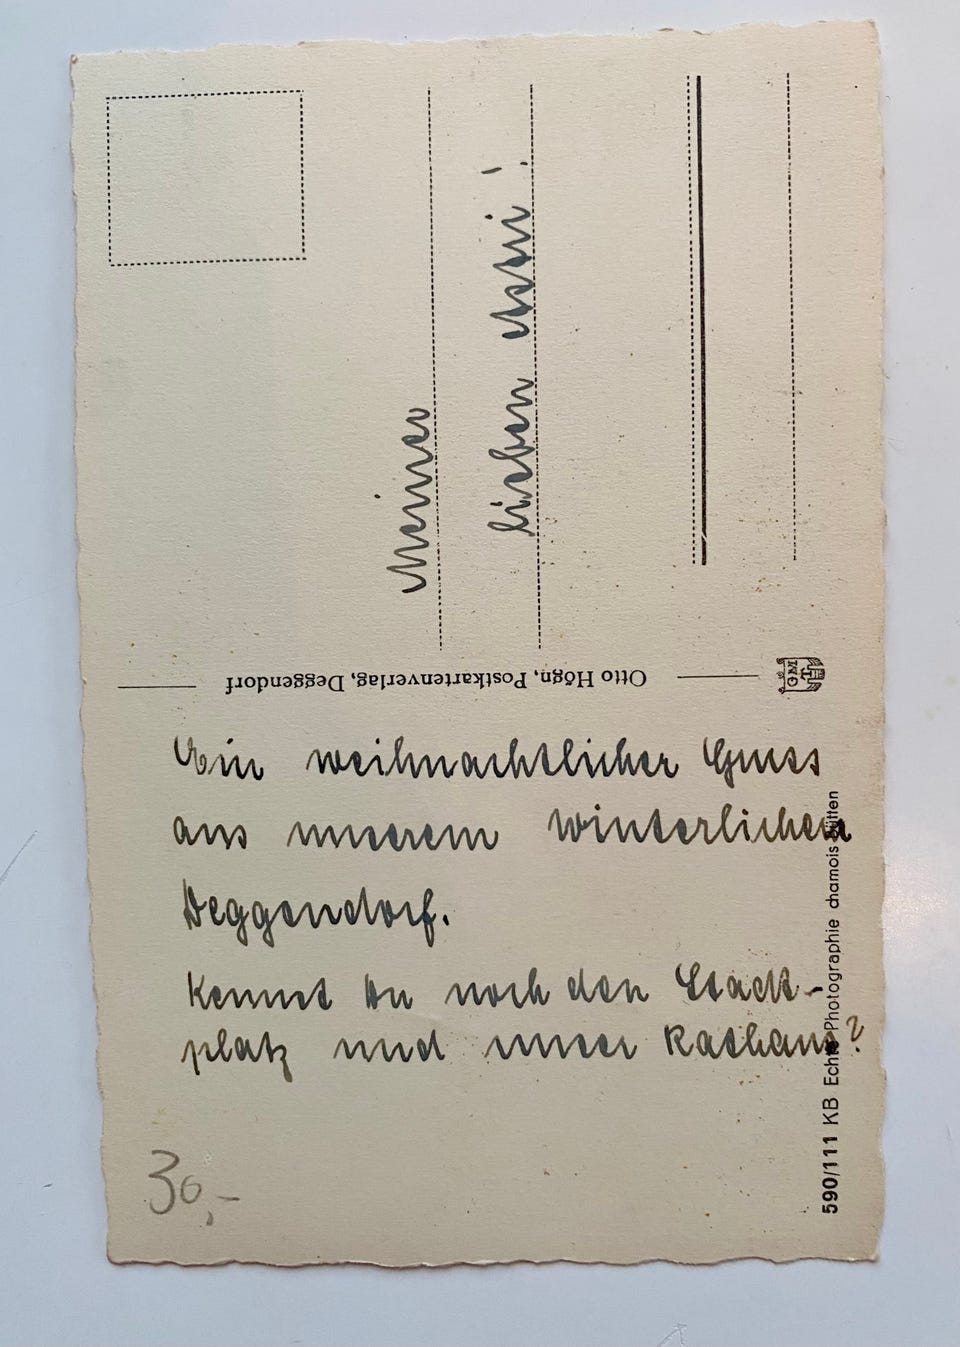 Meiner
lieben
Otto Högn, Postkartenverlag, Deggendorf
Ein weihnachtlicher Gruss
aus unserem winterlichen
Deggendorf.
Kennst Du noch den Stadt-
platz und unser Rathaus?
30,-
590/111 KB Echte Photographie chamois Bütten